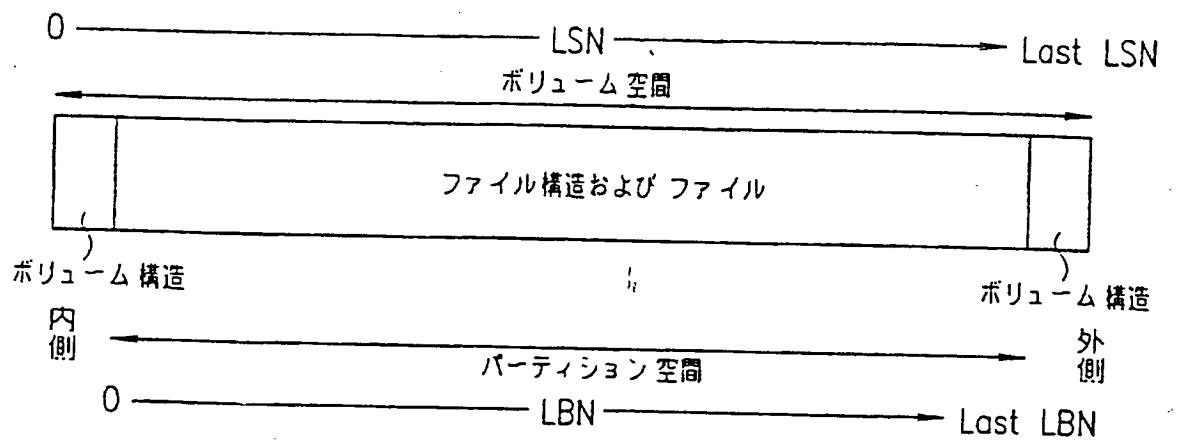 0 LSN Last LSN
ボリューム空間
ファイル構造および ファイル
ボリューム構造
ボリューム構造
内側
外側
パーティション空間
0 LBN Last LBN